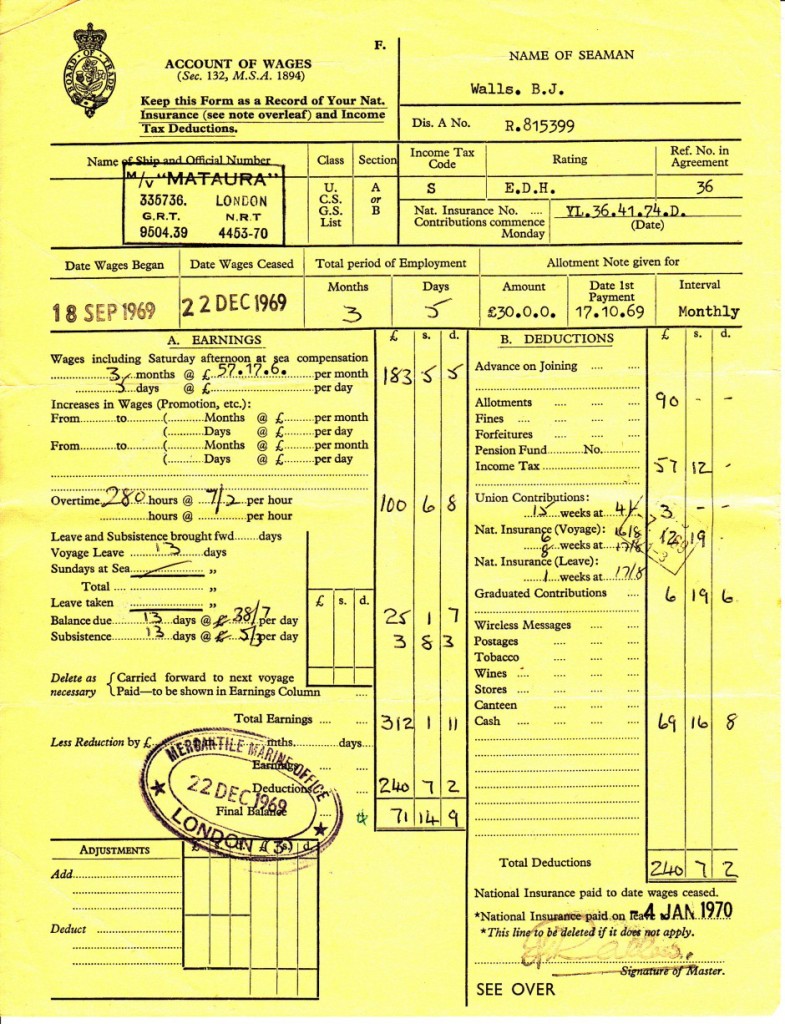 BOARD OF TRADE
F.
ACCOUNT OF WAGES
(Sec. 132, M.S.A. 1894)
Keep this Form as a Record of Your Nat.
Insurance (see note overleaf) and Income
Tax Deductions.
NAME OF SEAMAN
Walls. B.J.
Dis. A No. R.815399
Name of Ship and Official Number
M/V "MATAURA"
335736. LONDON
G.R.T. N.R.T
9504.39 4453-70
Class
U.
C.S.
G.S.
List
Section
A
or
B
Income Tax
Code
S
Rating
E.D.H.
Ref. No. in
Agreement
36
Nat. Insurance No. .... YL.36.41.74.D.
Contributions commence (Date)
Monday
Date Wages Began
18 SEP 1969
Date Wages Ceased
22 DEC 1969
Total period of Employment
Months Days
3 5
Allotment Note given for
Amount Date 1st Payment Interval
£30.0.0. 17.10.69 Monthly
A. EARNINGS £ s. d.
Wages including Saturday afternoon at sea compensation
3 months @ £ 57.17.6. per month 183 5 5
5 days @ £ per day
Increases in Wages (Promotion, etc.):
From to (Months @ £ per month
(Days @ £ per day
From to (Months @ £ per month
(Days @ £ per day
Overtime 280 hours @ 7/2 per hour 100 6 8
hours @ per hour
Leave and Subsistence brought fwd. days
Voyage Leave 13 days
Sundays at Sea „
Total .... „
Leave taken „
£ s. d.
Balance due 13 days @ £ 38/7 per day 25 1 7
Subsistence 13 days @ £ 5/3 per day 3 8 3
Delete as necessary { Carried forward to next voyage
Paid—to be shown in Earnings Column ....
Total Earnings .... 312 1 11
Less Reduction by £ mths. days
Earnings
Deductions 240 7 2
Final Balance 71 14 9
MERCANTILE MARINE OFFICE
22 DEC 1969
LONDON (3)
ADJUSTMENTS £ s. d.
Add
Deduct
B. DEDUCTIONS £ s. d.
Advance on Joining ....
Allotments .... 90 - -
Fines ....
Forfeitures ....
Pension Fund No.
Income Tax .... 57 12 -
Union Contributions:
15 weeks at 4/- 3 - -
Nat. Insurance (Voyage): 16/8 12 19 -
6
8 weeks at 17/8
Nat. Insurance (Leave):
1 weeks at 17/8
Graduated Contributions .... 6 19 6
Wireless Messages ....
Postages ....
Tobacco ....
Wines ....
Stores ....
Canteen ....
Cash .... 69 16 8
Total Deductions 240 7 2
National Insurance paid to date wages ceased.
*National Insurance paid on leave to -4 JAN 1970
*This line to be deleted if it does not apply.
Signature of Master.
SEE OVER